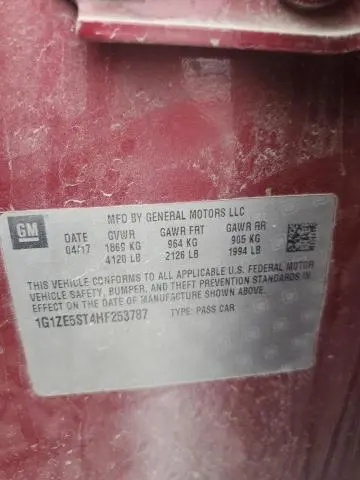 MFD BY GENERAL MOTORS LLC
GM
DATE GVWR GAWR FRT GAWR RR
04/17 1869 KG 964 KG 905 KG
4120 LB 2126 LB 1994 LB
THIS VEHICLE CONFORMS TO ALL APPLICABLE U.S. FEDERAL MOTOR
VEHICLE SAFETY, BUMPER, AND THEFT PREVENTION STANDARDS IN
EFFECT ON THE DATE OF MANUFACTURE SHOWN ABOVE.
1G1ZE5ST4HF253787 TYPE: PASS CAR